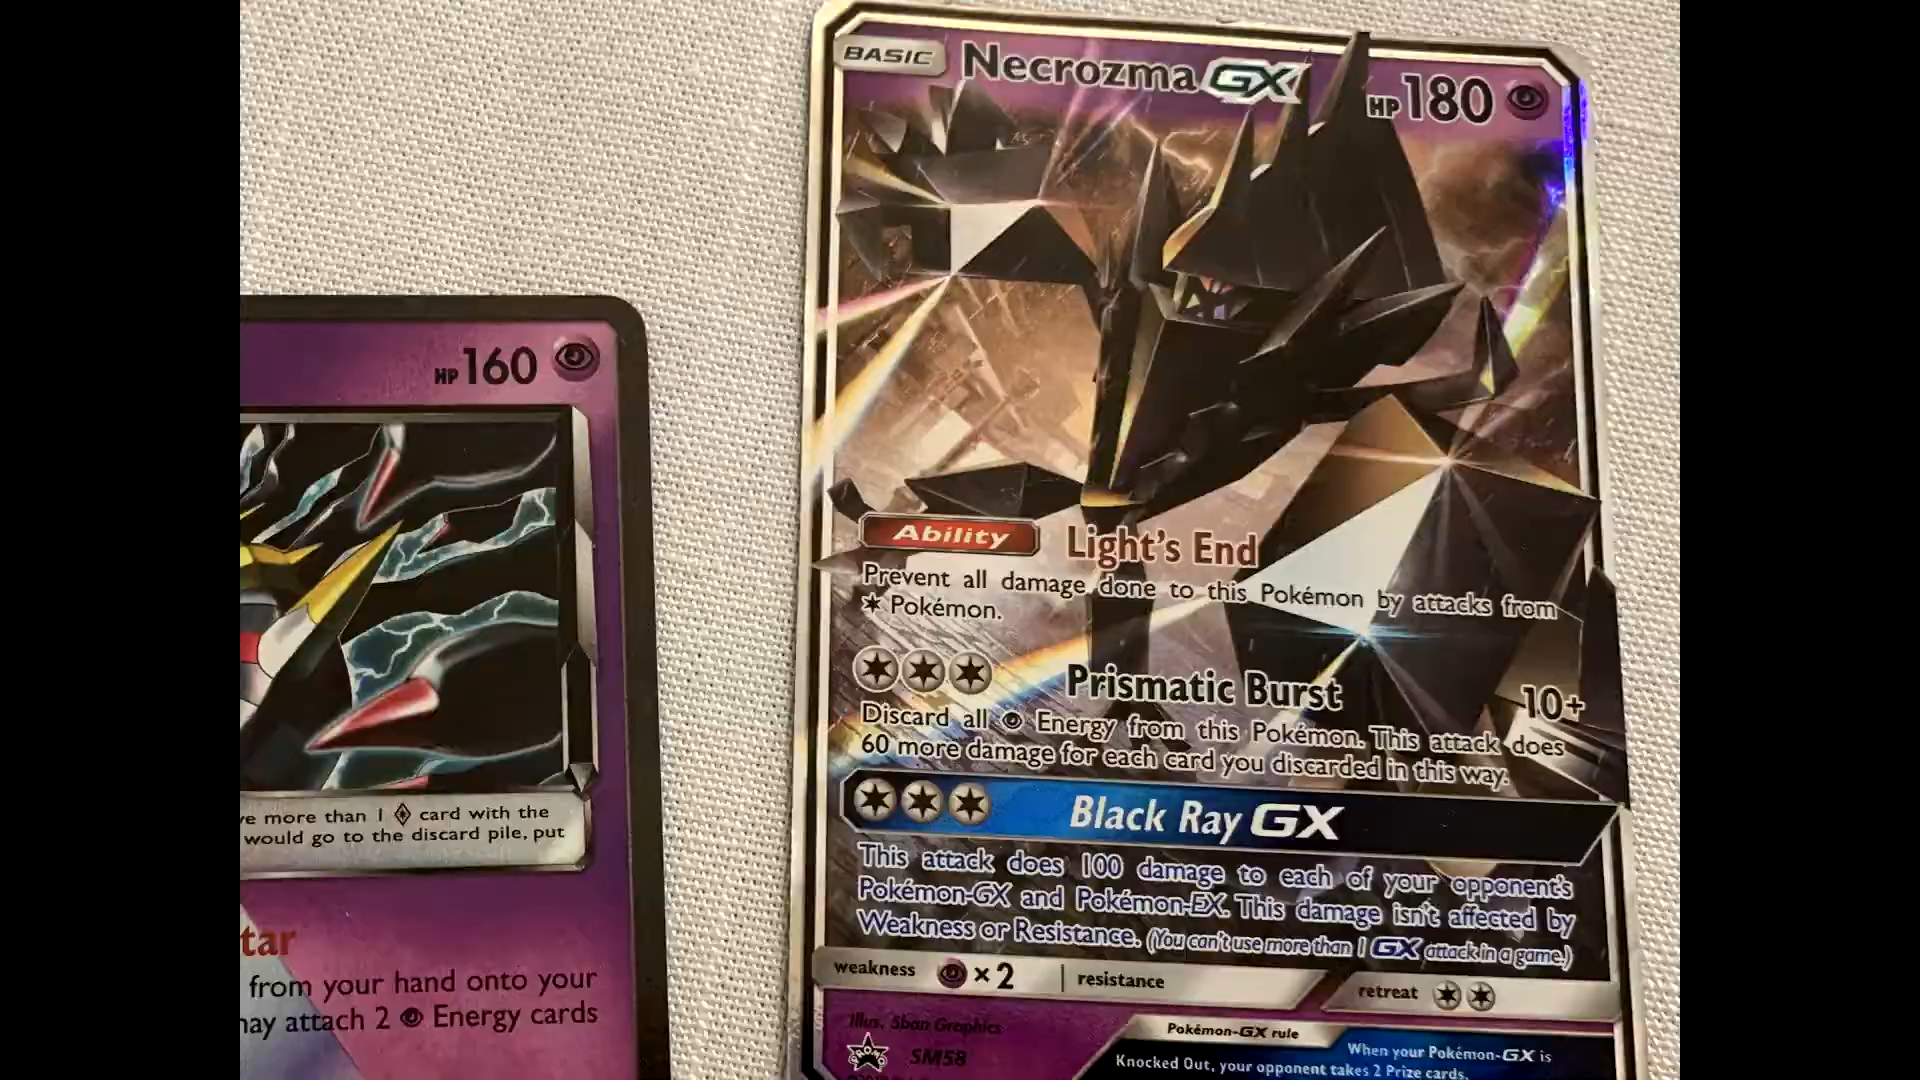 HP 160
e more than 1 card with the
would go to the discard pile, put
tar
from your hand onto your
may attach 2 Energy cards
BASIC Necrozma GX HP 180
Ability Light's End
Prevent all damage done to this Pokémon by attacks from
Pokémon.
Prismatic Burst 10+
Discard all Energy from this Pokémon. This attack does
60 more damage for each card you discarded in this way.
Black Ray GX
This attack does 100 damage to each of your opponent's
Pokémon-GX and Pokémon-EX. This damage isn't affected by
Weakness or Resistance. (You can't use more than 1 GX attack in a game.)
weakness ×2 resistance retreat
Illus. 5ban Graphics
PROMO SM58
Pokémon-GX rule
When your Pokémon-GX is
Knocked Out, your opponent takes 2 Prize cards.